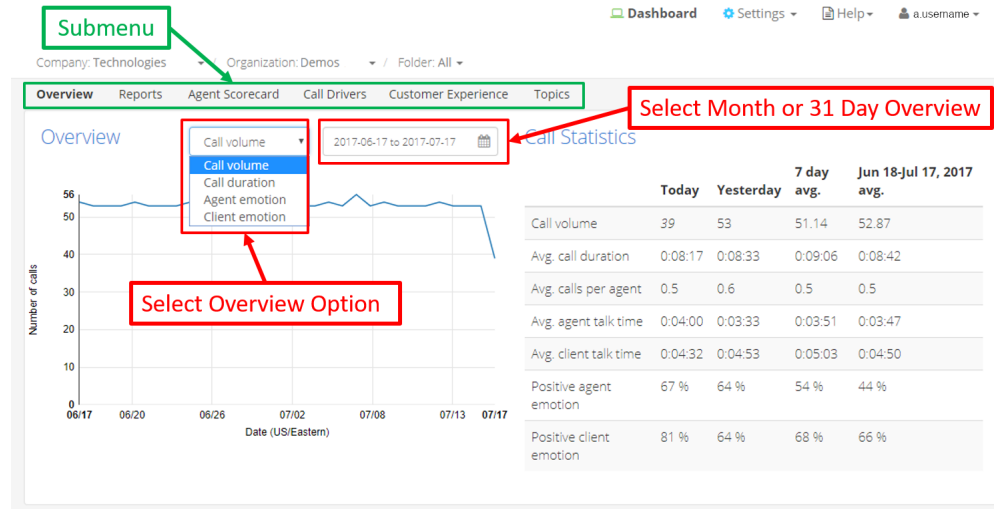 Submenu
Dashboard Settings Help a.username
Company: Technologies Organization: Demos / Folder: All
Overview Reports Agent Scorecard Call Drivers Customer Experience Topics
Select Month or 31 Day Overview
Overview
Call volume
2017-06-17 to 2017-07-17
Call volume
Call duration
Agent emotion
Client emotion
Select Overview Option
Number of calls
56
50
40
30
20
10
0
06/17 06/20 06/26 07/02 07/08 07/13 07/17
Date (US/Eastern)
Call Statistics
Today Yesterday 7 day avg. Jun 18-Jul 17, 2017 avg.
Call volume 39 53 51.14 52.87
Avg. call duration 0:08:17 0:08:33 0:09:06 0:08:42
Avg. calls per agent 0.5 0.6 0.5 0.5
Avg. agent talk time 0:04:00 0:03:33 0:03:51 0:03:47
Avg. client talk time 0:04:32 0:04:53 0:05:03 0:04:50
Positive agent emotion 67 % 64 % 54 % 44 %
Positive client emotion 81 % 64 % 68 % 66 %